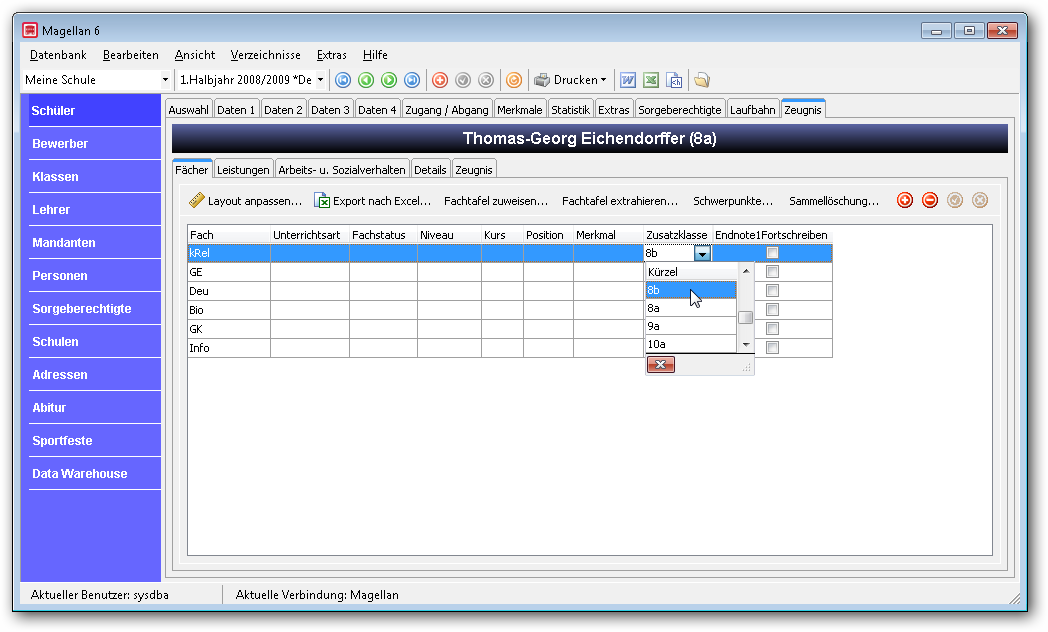 Magellan 6
Datenbank Bearbeiten Ansicht Verzeichnisse Extras Hilfe
Meine Schule 1.Halbjahr 2008/2009 *De Drucken
Schüler
Bewerber
Klassen
Lehrer
Mandanten
Personen
Sorgeberechtigte
Schulen
Adressen
Abitur
Sportfeste
Data Warehouse
Auswahl Daten 1 Daten 2 Daten 3 Daten 4 Zugang / Abgang Merkmale Statistik Extras Sorgeberechtigte Laufbahn Zeugnis
Thomas-Georg Eichendorffer (8a)
Fächer Leistungen Arbeits- u. Sozialverhalten Details Zeugnis
Layout anpassen... Export nach Excel... Fachtafel zuweisen... Fachtafel extrahieren... Schwerpunkte... Sammellöschung...
Fach Unterrichtsart Fachstatus Niveau Kurs Position Merkmal Zusatzklasse Endnote1 Fortschreiben
kRel 8b
GE
Deu
Bio
GK
Info
Kürzel
8b
8a
9a
10a
Aktueller Benutzer: sysdba Aktuelle Verbindung: Magellan